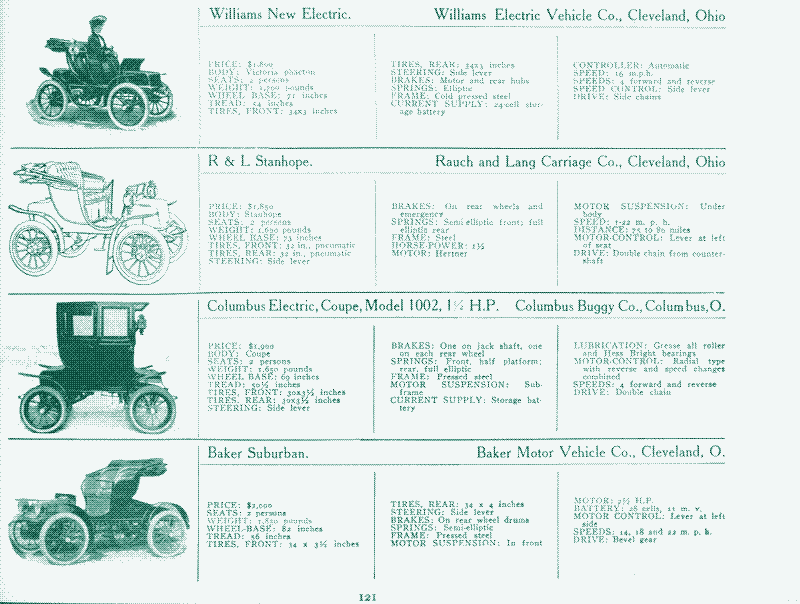 Williams New Electric. Williams Electric Vehicle Co., Cleveland, Ohio
PRICE: $1,800
BODY: Victoria phaeton
SEATS: 2 persons
WEIGHT: 1,700 pounds
WHEEL BASE: 71 inches
TREAD: 54 inches
TIRES, FRONT: 34x3 inches
TIRES, REAR: 34x3 inches
STEERING: Side lever
BRAKES: Motor and rear hubs
SPRINGS: Elliptic
FRAME: Cold pressed steel
CURRENT SUPPLY: 24-cell stor-
age battery
CONTROLLER: Automatic
SPEED: 16 m.p.h.
SPEEDS: 4 forward and reverse
SPEED CONTROL: Side lever
DRIVE: Side chains
R & L Stanhope. Rauch and Lang Carriage Co., Cleveland, Ohio
PRICE: $1,850
BODY: Stanhope
SEATS: 2 persons
WEIGHT: 1,600 pounds
WHEEL BASE: 73 inches
TIRES, FRONT: 32 in., pneumatic
TIRES, REAR: 32 in., pneumatic
STEERING: Side lever
BRAKES: On rear wheels and
emergency
SPRINGS: Semi-elliptic front; full
elliptic rear
FRAME: Steel
HORSE-POWER: 1½
MOTOR: Hertner
MOTOR SUSPENSION: Under
body
SPEED: 7-22 m. p. h.
DISTANCE: 75 to 80 miles
MOTOR-CONTROL: Lever at left
of seat
DRIVE: Double chain from counter-
shaft
Columbus Electric, Coupe, Model 1002, 1½ H.P. Columbus Buggy Co., Columbus, O.
PRICE: $1,900
BODY: Coupe
SEATS: 2 persons
WEIGHT: 1,650 pounds
WHEEL-BASE: 69 inches
TREAD: 50½ inches
TIRES, FRONT: 30x3½ inches
TIRES, REAR: 30x3½ inches
STEERING: Side lever
BRAKES: One on jack shaft, one
on each rear wheel
SPRINGS: Front, half platform;
rear, full elliptic
FRAME: Pressed steel
MOTOR SUSPENSION: Sub-
frame
CURRENT SUPPLY: Storage bat-
tery
LUBRICATION: Grease all roller
and Hess Bright bearings
MOTOR-CONTROL: Radial type
with reverse and speed changes
combined
SPEEDS: 4 forward and reverse
DRIVE: Double chain
Baker Suburban. Baker Motor Vehicle Co., Cleveland, O.
PRICE: $2,000
SEATS: 2 persons
WEIGHT: 1,820 pounds
WHEEL-BASE: 82 inches
TREAD: 56 inches
TIRES, FRONT: 34 x 3½ inches
TIRES, REAR: 34 x 4 inches
STEERING: Side lever
BRAKES: On rear wheel drums
SPRINGS: Semi-elliptic
FRAME: Pressed steel
MOTOR SUSPENSION: In front
MOTOR: 7½ H.P.
BATTERY: 28 cells, 11 m. v.
MOTOR CONTROL: Lever at left
side
SPEEDS: 14, 18 and 22 m. p. h.
DRIVE: Bevel gear
121